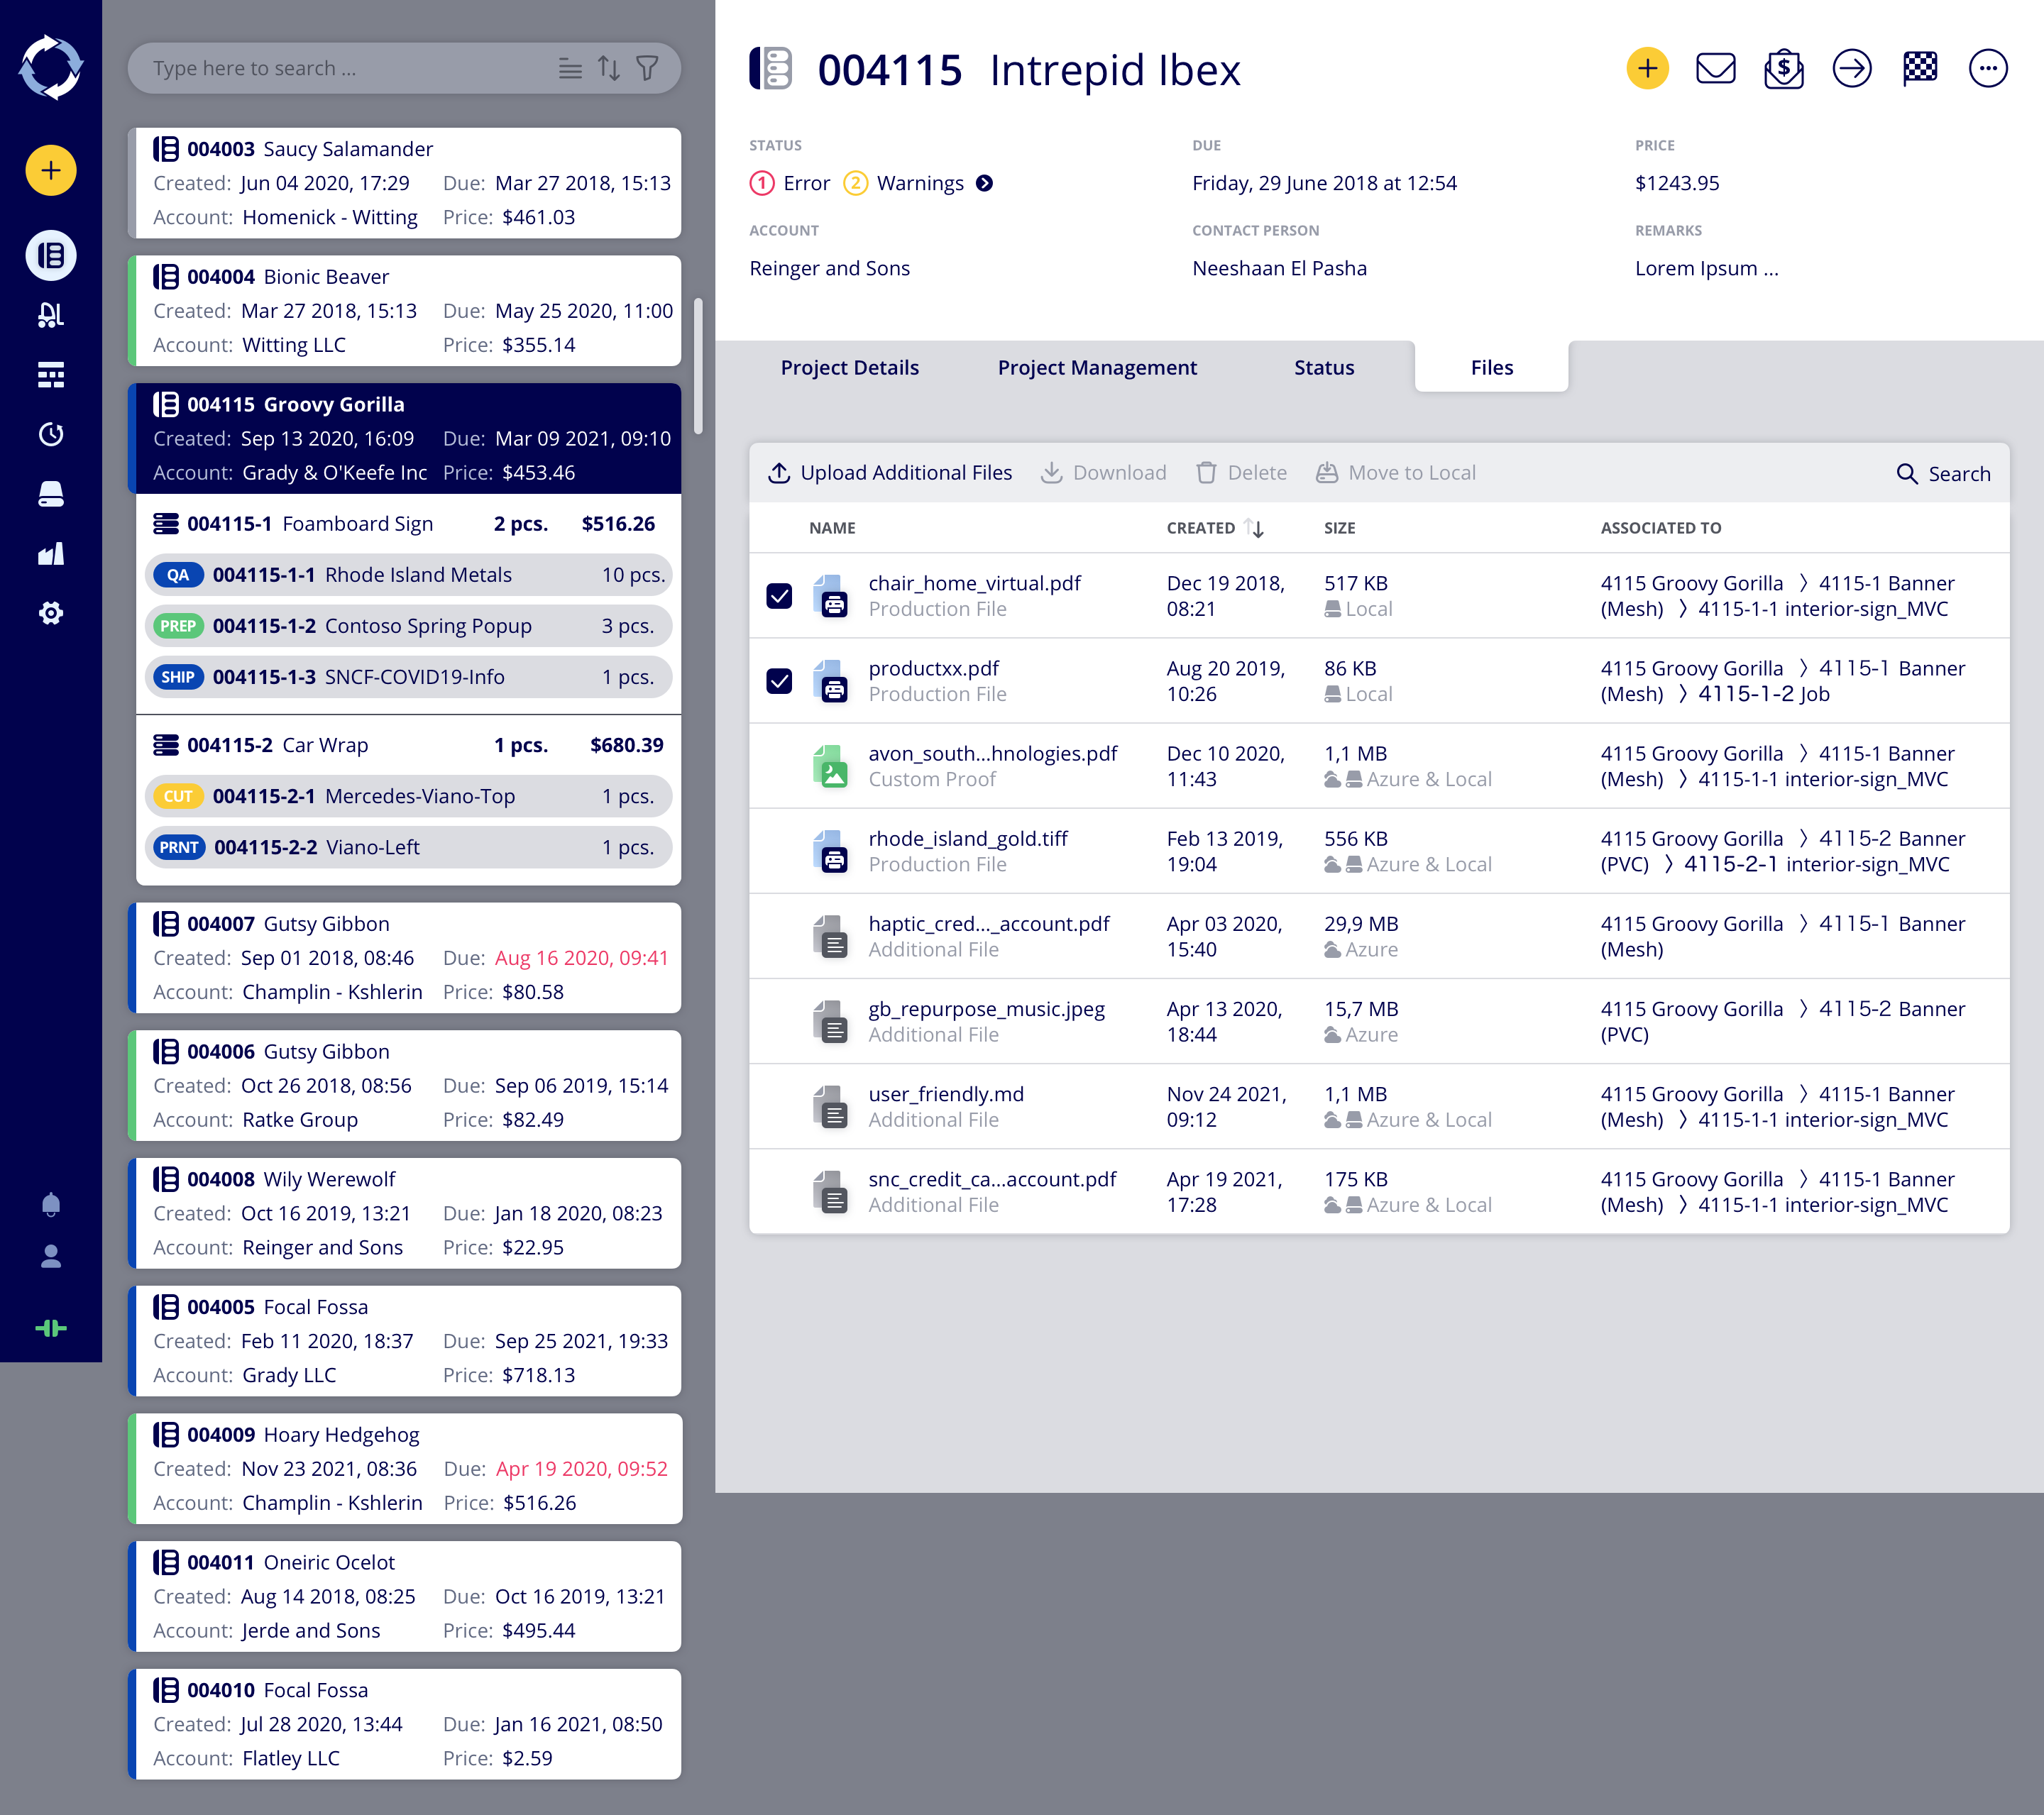 Type here to search ...
004003 Saucy Salamander
Created: Jun 04 2020, 17:29 Due: Mar 27 2018, 15:13
Account: Homenick - Witting Price: $461.03
004004 Bionic Beaver
Created: Mar 27 2018, 15:13 Due: May 25 2020, 11:00
Account: Witting LLC Price: $355.14
004115 Groovy Gorilla
Created: Sep 13 2020, 16:09 Due: Mar 09 2021, 09:10
Account: Grady & O'Keefe Inc Price: $453.46
004115-1 Foamboard Sign 2 pcs. $516.26
QA 004115-1-1 Rhode Island Metals 10 pcs.
PREP 004115-1-2 Contoso Spring Popup 3 pcs.
SHIP 004115-1-3 SNCF-COVID19-Info 1 pcs.
004115-2 Car Wrap 1 pcs. $680.39
CUT 004115-2-1 Mercedes-Viano-Top 1 pcs.
PRNT 004115-2-2 Viano-Left 1 pcs.
004007 Gutsy Gibbon
Created: Sep 01 2018, 08:46 Due: Aug 16 2020, 09:41
Account: Champlin - Kshlerin Price: $80.58
004006 Gutsy Gibbon
Created: Oct 26 2018, 08:56 Due: Sep 06 2019, 15:14
Account: Ratke Group Price: $82.49
004008 Wily Werewolf
Created: Oct 16 2019, 13:21 Due: Jan 18 2020, 08:23
Account: Reinger and Sons Price: $22.95
004005 Focal Fossa
Created: Feb 11 2020, 18:37 Due: Sep 25 2021, 19:33
Account: Grady LLC Price: $718.13
004009 Hoary Hedgehog
Created: Nov 23 2021, 08:36 Due: Apr 19 2020, 09:52
Account: Champlin - Kshlerin Price: $516.26
004011 Oneiric Ocelot
Created: Aug 14 2018, 08:25 Due: Oct 16 2019, 13:21
Account: Jerde and Sons Price: $495.44
004010 Focal Fossa
Created: Jul 28 2020, 13:44 Due: Jan 16 2021, 08:50
Account: Flatley LLC Price: $2.59
004115 Intrepid Ibex
$
STATUS DUE PRICE
1 Error 2 Warnings Friday, 29 June 2018 at 12:54 $1243.95
ACCOUNT CONTACT PERSON REMARKS
Reinger and Sons Neeshaan El Pasha Lorem Ipsum ...
Project Details Project Management Status Files
Upload Additional Files Download Delete Move to Local Search
NAME CREATED SIZE ASSOCIATED TO
chair_home_virtual.pdf Dec 19 2018, 517 KB 4115 Groovy Gorilla 〉4115-1 Banner
Production File 08:21 Local (Mesh) 〉4115-1-1 interior-sign_MVC
productxx.pdf Aug 20 2019, 86 KB 4115 Groovy Gorilla 〉4115-1 Banner
Production File 10:26 Local (Mesh) 〉4115-1-2 Job
avon_south...hnologies.pdf Dec 10 2020, 1,1 MB 4115 Groovy Gorilla 〉4115-1 Banner
Custom Proof 11:43 Azure & Local (Mesh) 〉4115-1-1 interior-sign_MVC
rhode_island_gold.tiff Feb 13 2019, 556 KB 4115 Groovy Gorilla 〉4115-2 Banner
Production File 19:04 Azure & Local (PVC) 〉4115-2-1 interior-sign_MVC
haptic_cred..._account.pdf Apr 03 2020, 29,9 MB 4115 Groovy Gorilla 〉4115-1 Banner
Additional File 15:40 Azure (Mesh)
gb_repurpose_music.jpeg Apr 13 2020, 15,7 MB 4115 Groovy Gorilla 〉4115-2 Banner
Additional File 18:44 Azure (PVC)
user_friendly.md Nov 24 2021, 1,1 MB 4115 Groovy Gorilla 〉4115-1 Banner
Additional File 09:12 Azure & Local (Mesh) 〉4115-1-1 interior-sign_MVC
snc_credit_ca...account.pdf Apr 19 2021, 175 KB 4115 Groovy Gorilla 〉4115-1 Banner
Additional File 17:28 Azure & Local (Mesh) 〉4115-1-1 interior-sign_MVC